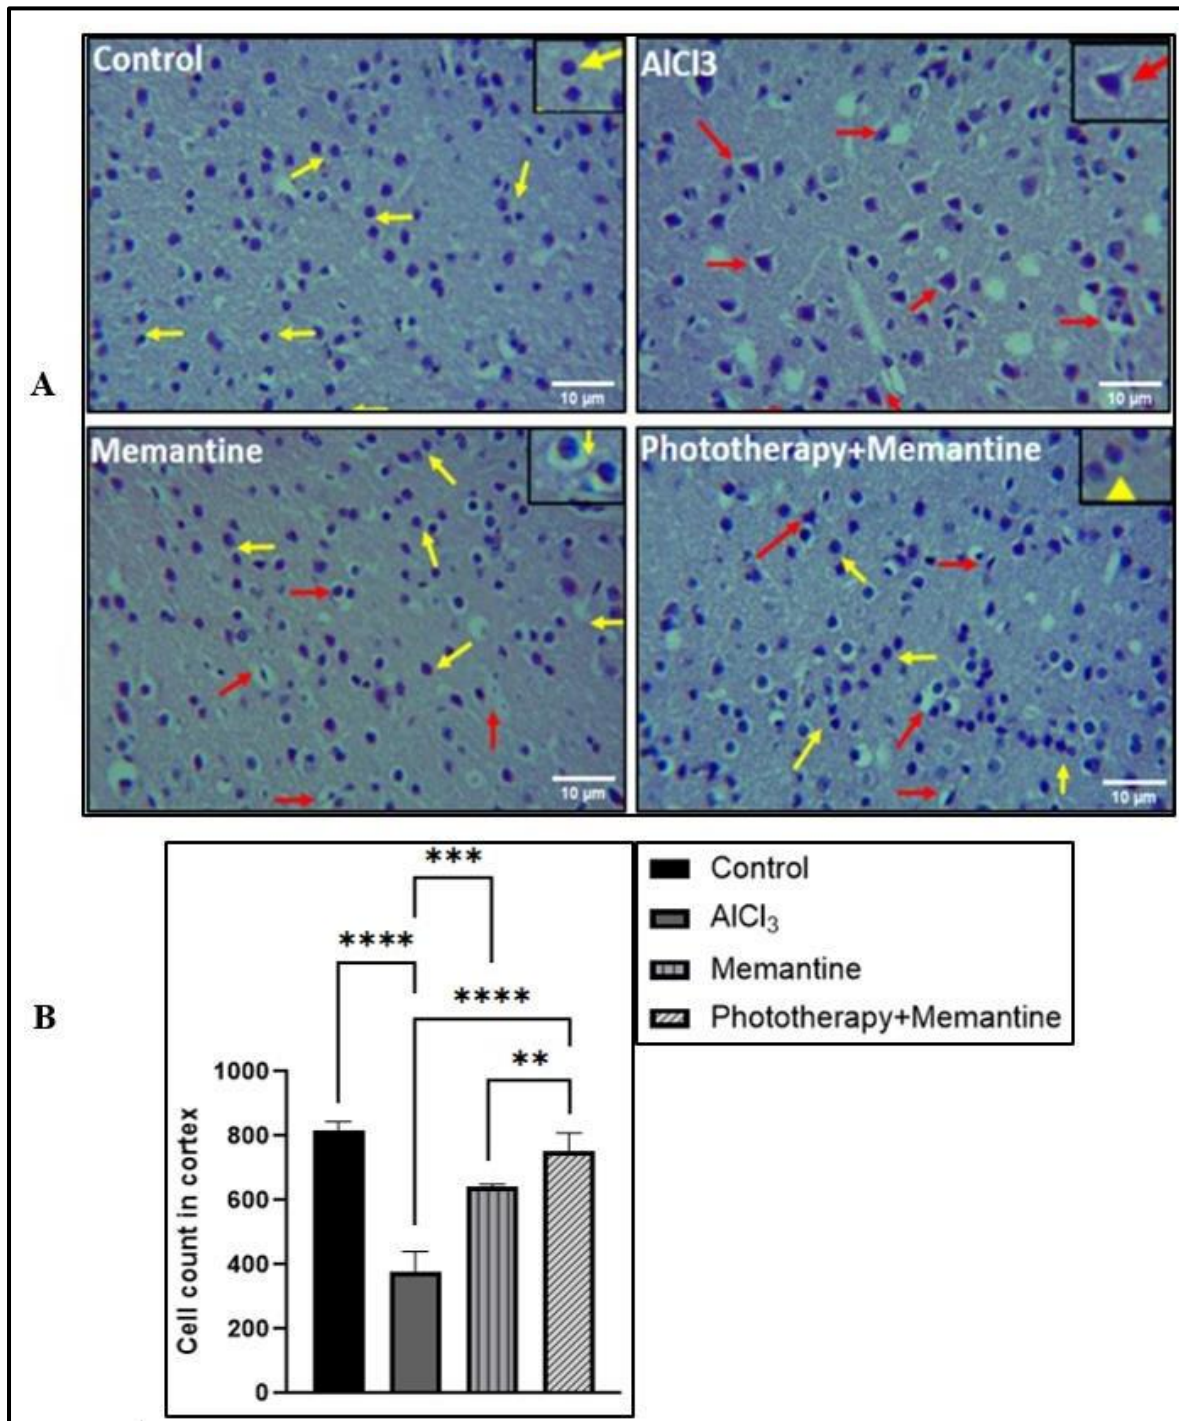 A
Control
AlCl3
10 µm
10 µm
Memantine
Phototherapy+Memantine
10 µm
10 µm
B
***
****
****
**
1000
800
600
400
200
0
Cell count in cortex
Control
AlCl₃
Memantine
Phototherapy+Memantine